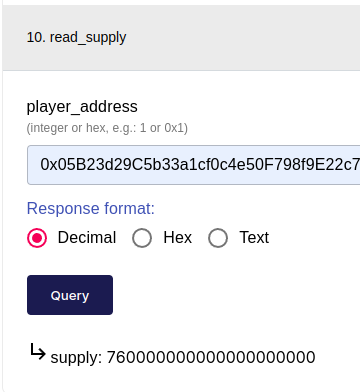 10. read_supply
player_address
(integer or hex, e.g.: 1 or 0x1)
0x05B23d29C5b33a1cf0c4e50F798f9E22c7
Response format:
Decimal Hex Text
Query
supply: 760000000000000000000